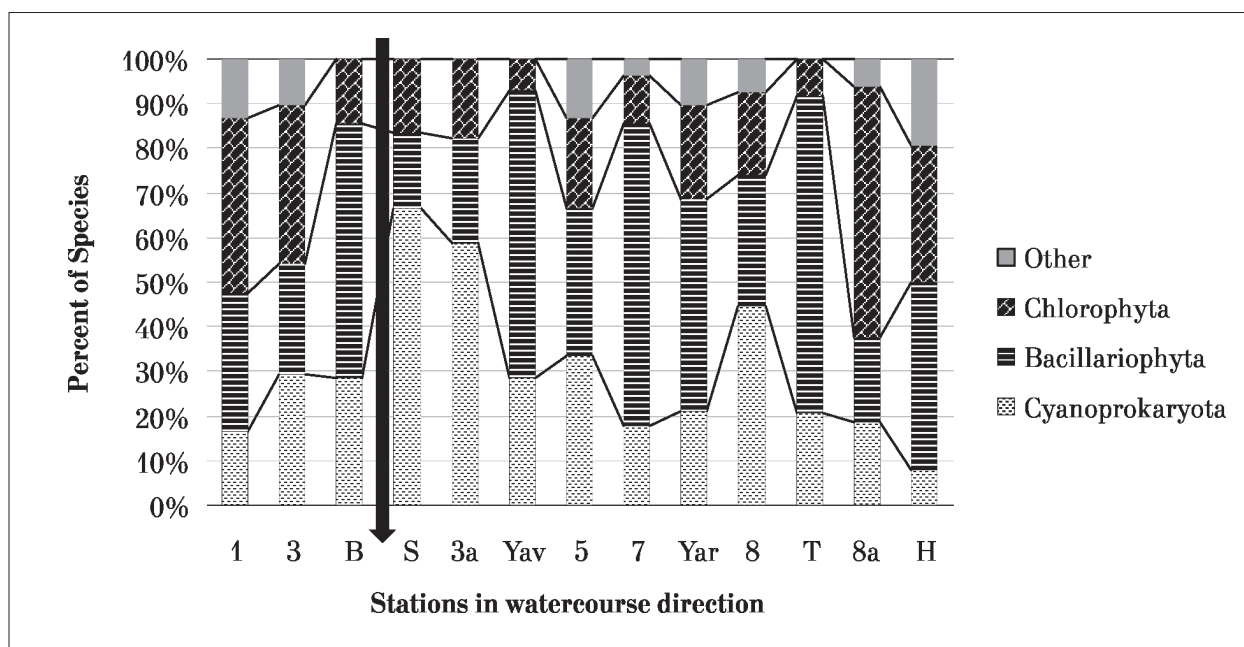 100%
90%
80%
70%
60%
50%
40%
30%
20%
10%
0%
Percent of Species
1 3 B S 3a Yav 5 7 Yar 8 T 8a H
Stations in watercourse direction
Other
Chlorophyta
Bacillariophyta
Cyanoprokaryota